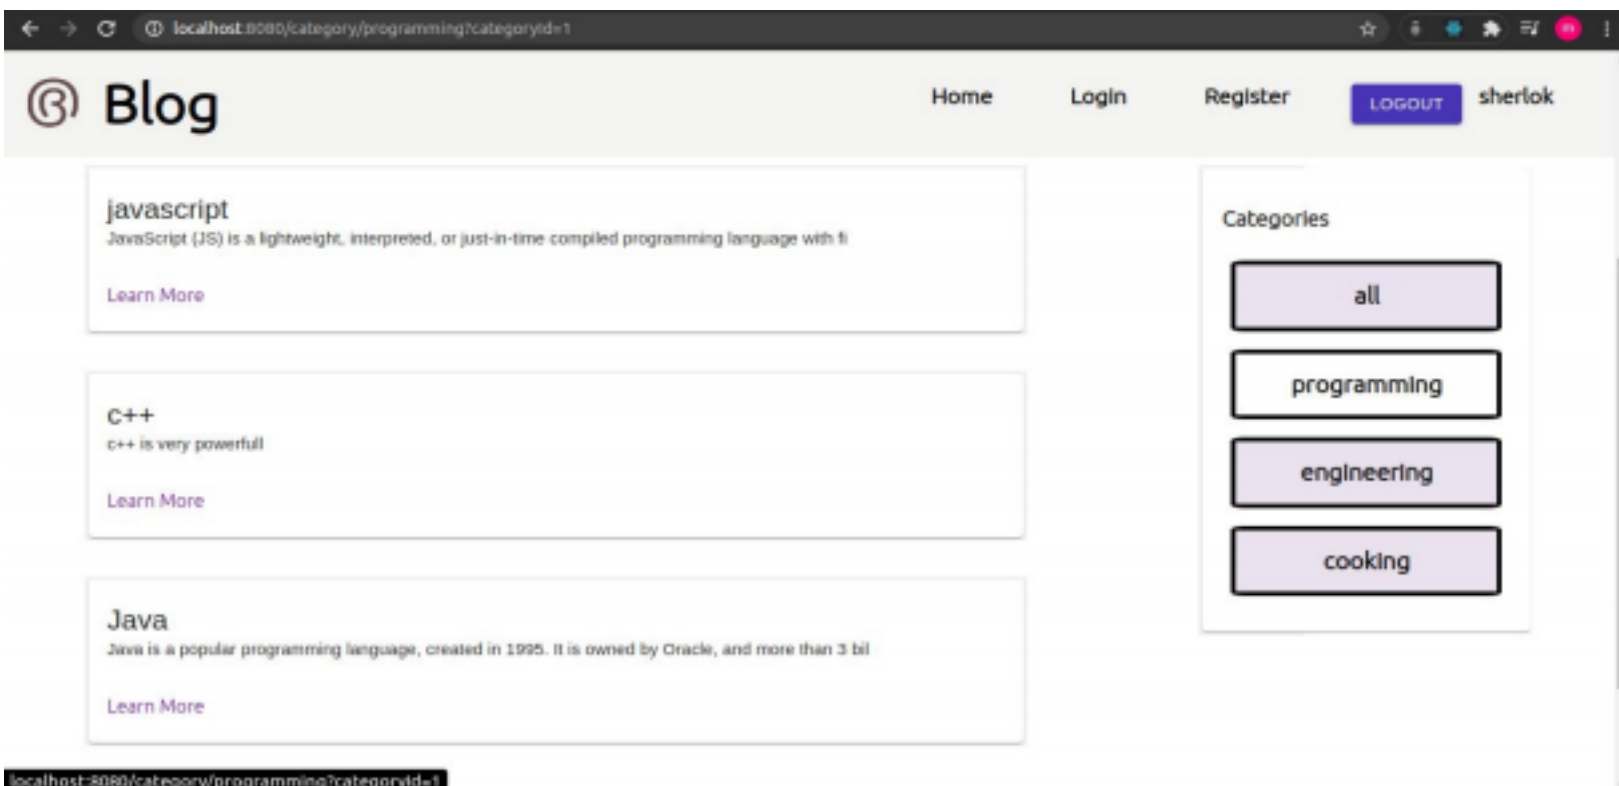 localhost:8080/category/programming?categoryId=1
Blog
Home Login Register LOGOUT sherlok
javascript
JavaScript (JS) is a lightweight, interpreted, or just-in-time compiled programming language with fi
Learn More
c++
c++ is very powerfull
Learn More
Java
Java is a popular programming language, created in 1995. It is owned by Oracle, and more than 3 bil
Learn More
Categories
all
programming
engineering
cooking
localhost:8080/category/programming?categoryId=1